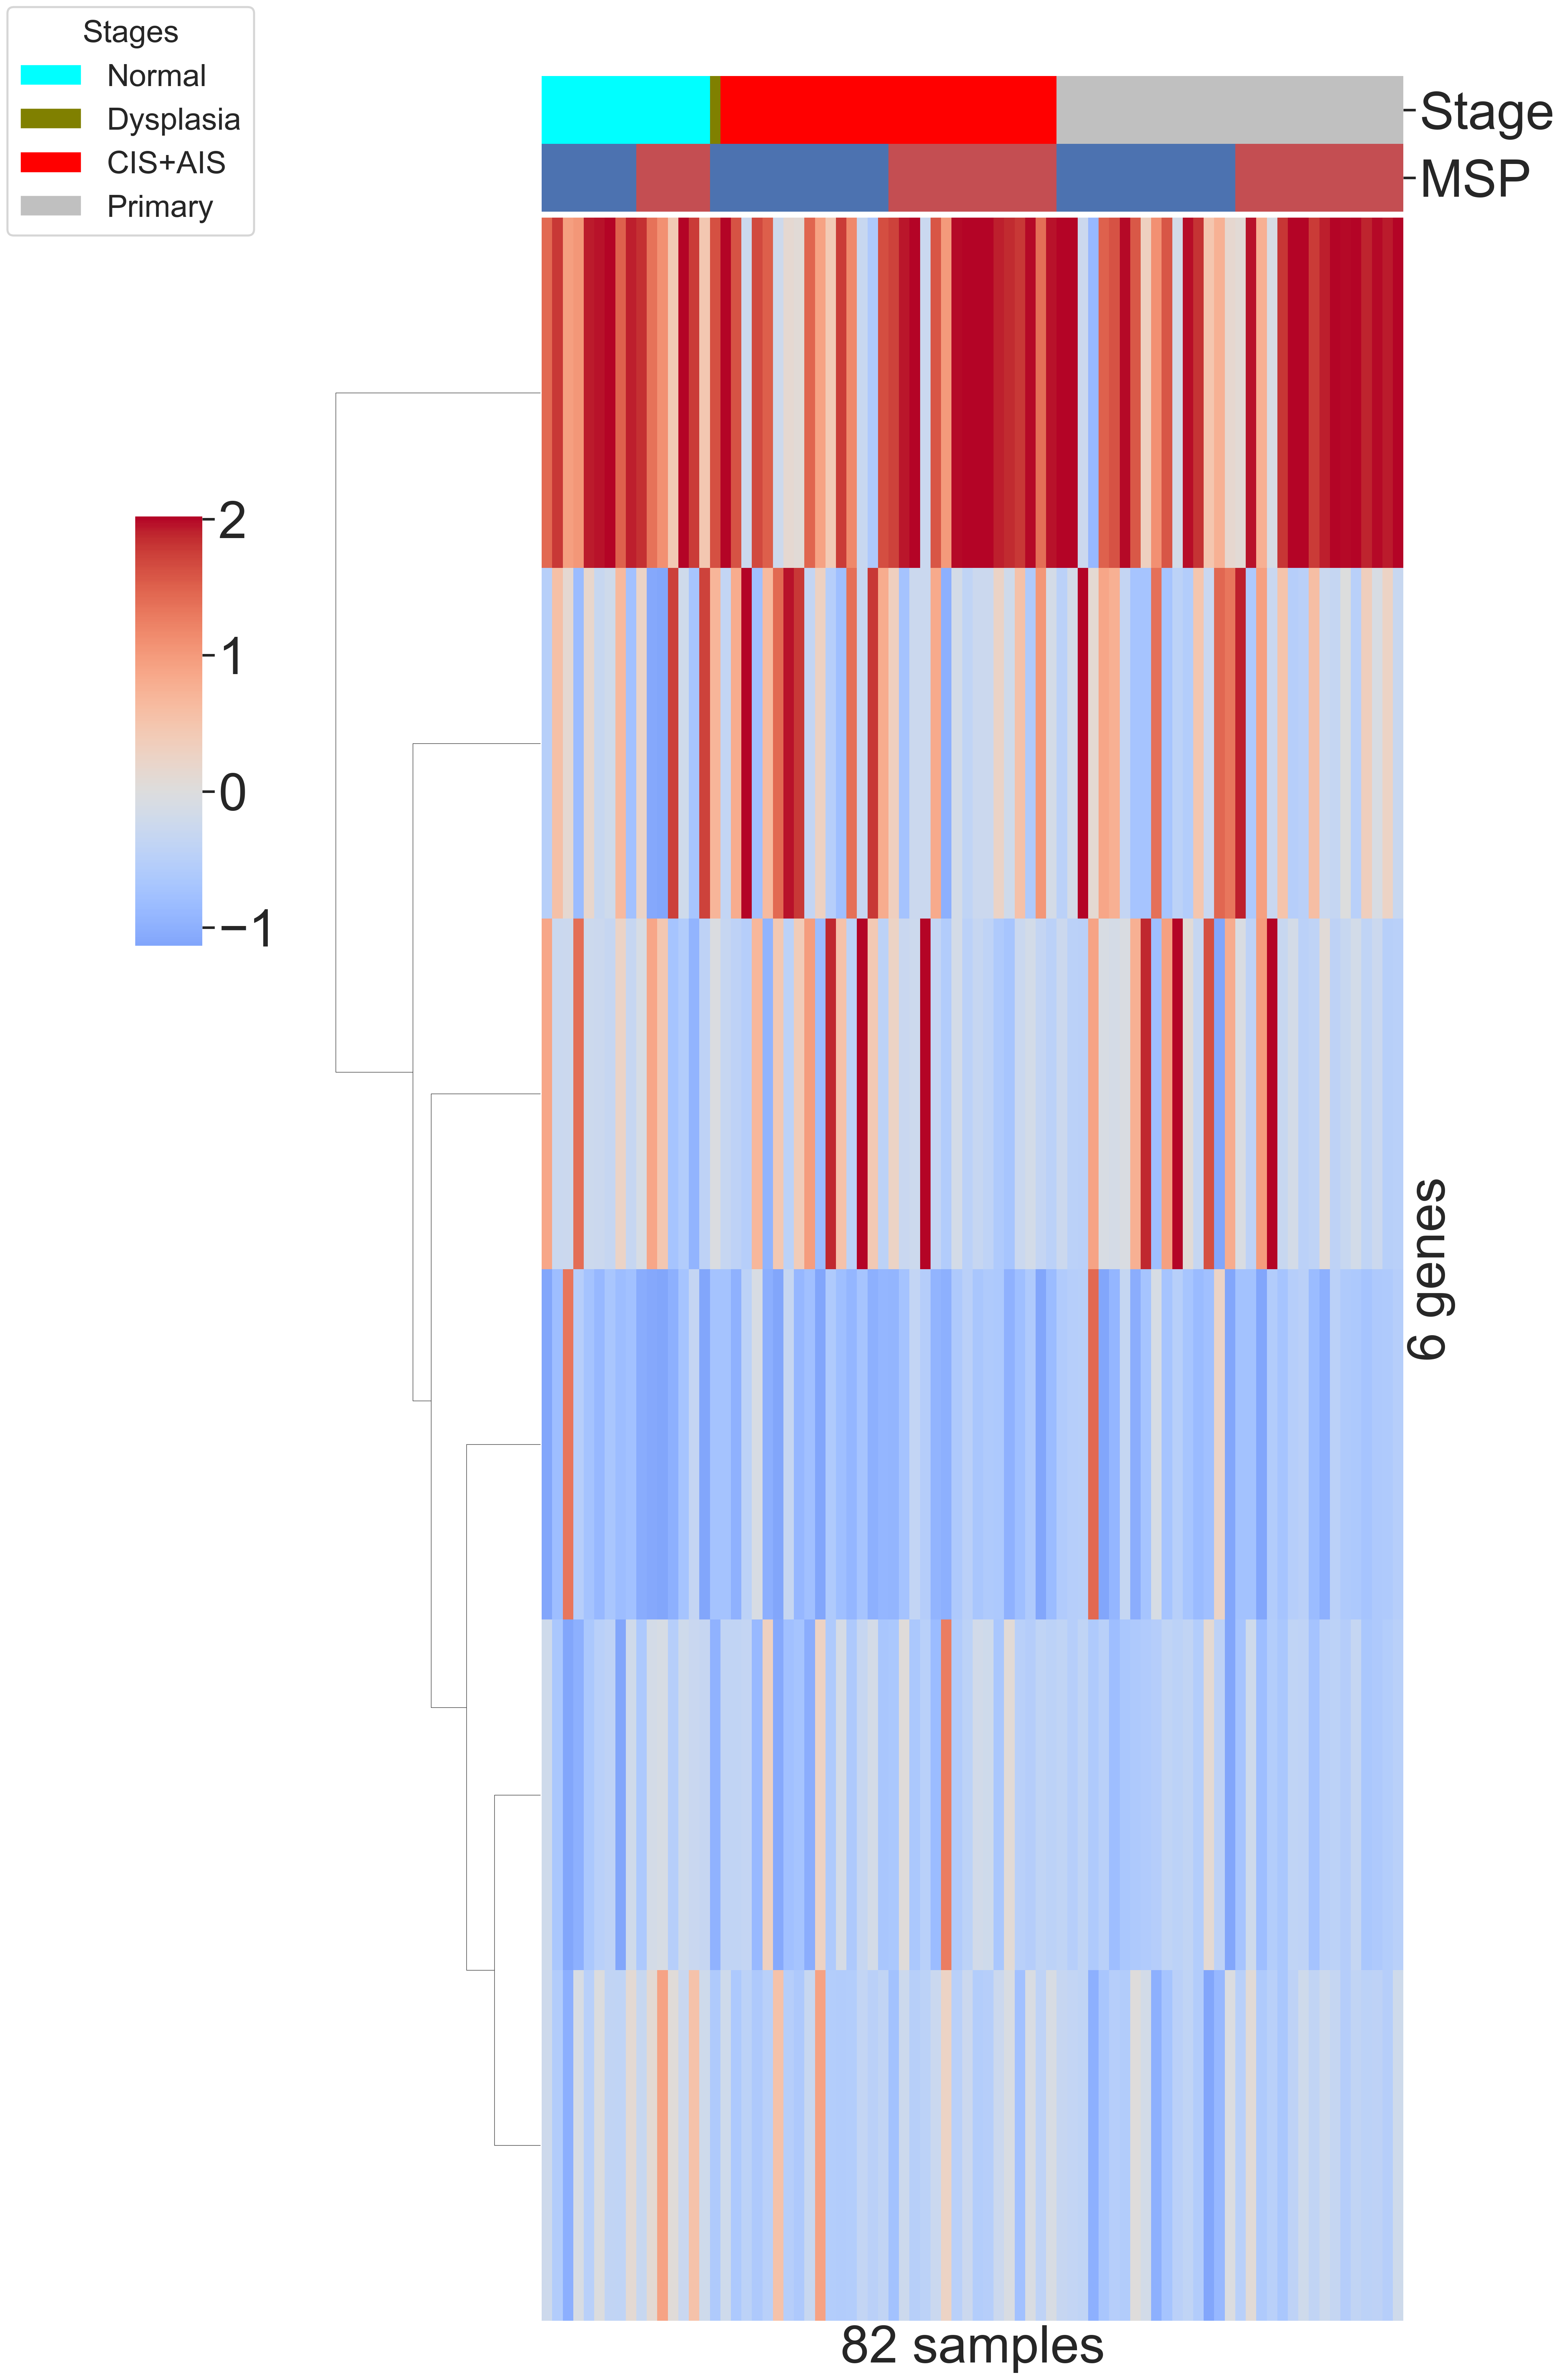 Stages
Normal
Dysplasia
CIS+AIS
Primary
Stage
MSP
2
1
0
−1
6 genes
82 samples